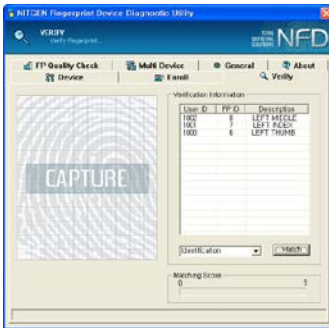 NITGEN Fingerprint Device Diagnostic Utility
VERIFY
Verify Fingerprint...
NFD
FP Quality Check
Multi Device
General
About
Device
Enroll
Verify
Verification Information
User ID FP ID Description
1002 8 LEFT MIDDLE
1001 7 LEFT INDEX
1000 6 LEFT THUMB
CAPTURE
Identification
Match
Matching Score
0 5